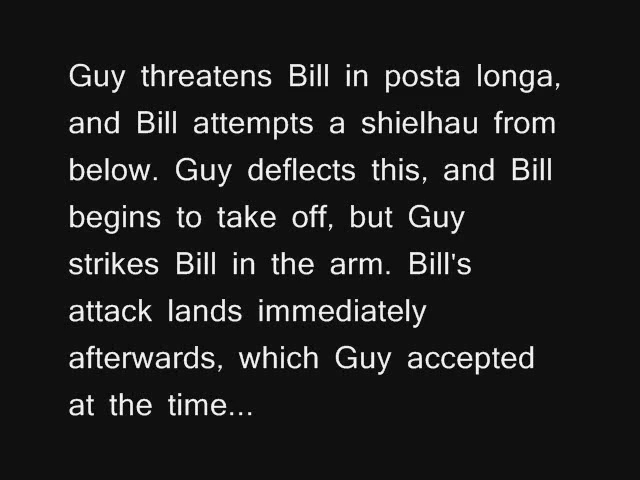 Guy threatens Bill in posta longa,
and Bill attempts a shielhau from
below. Guy deflects this, and Bill
begins to take off, but Guy
strikes Bill in the arm. Bill's
attack lands immediately
afterwards, which Guy accepted
at the time...